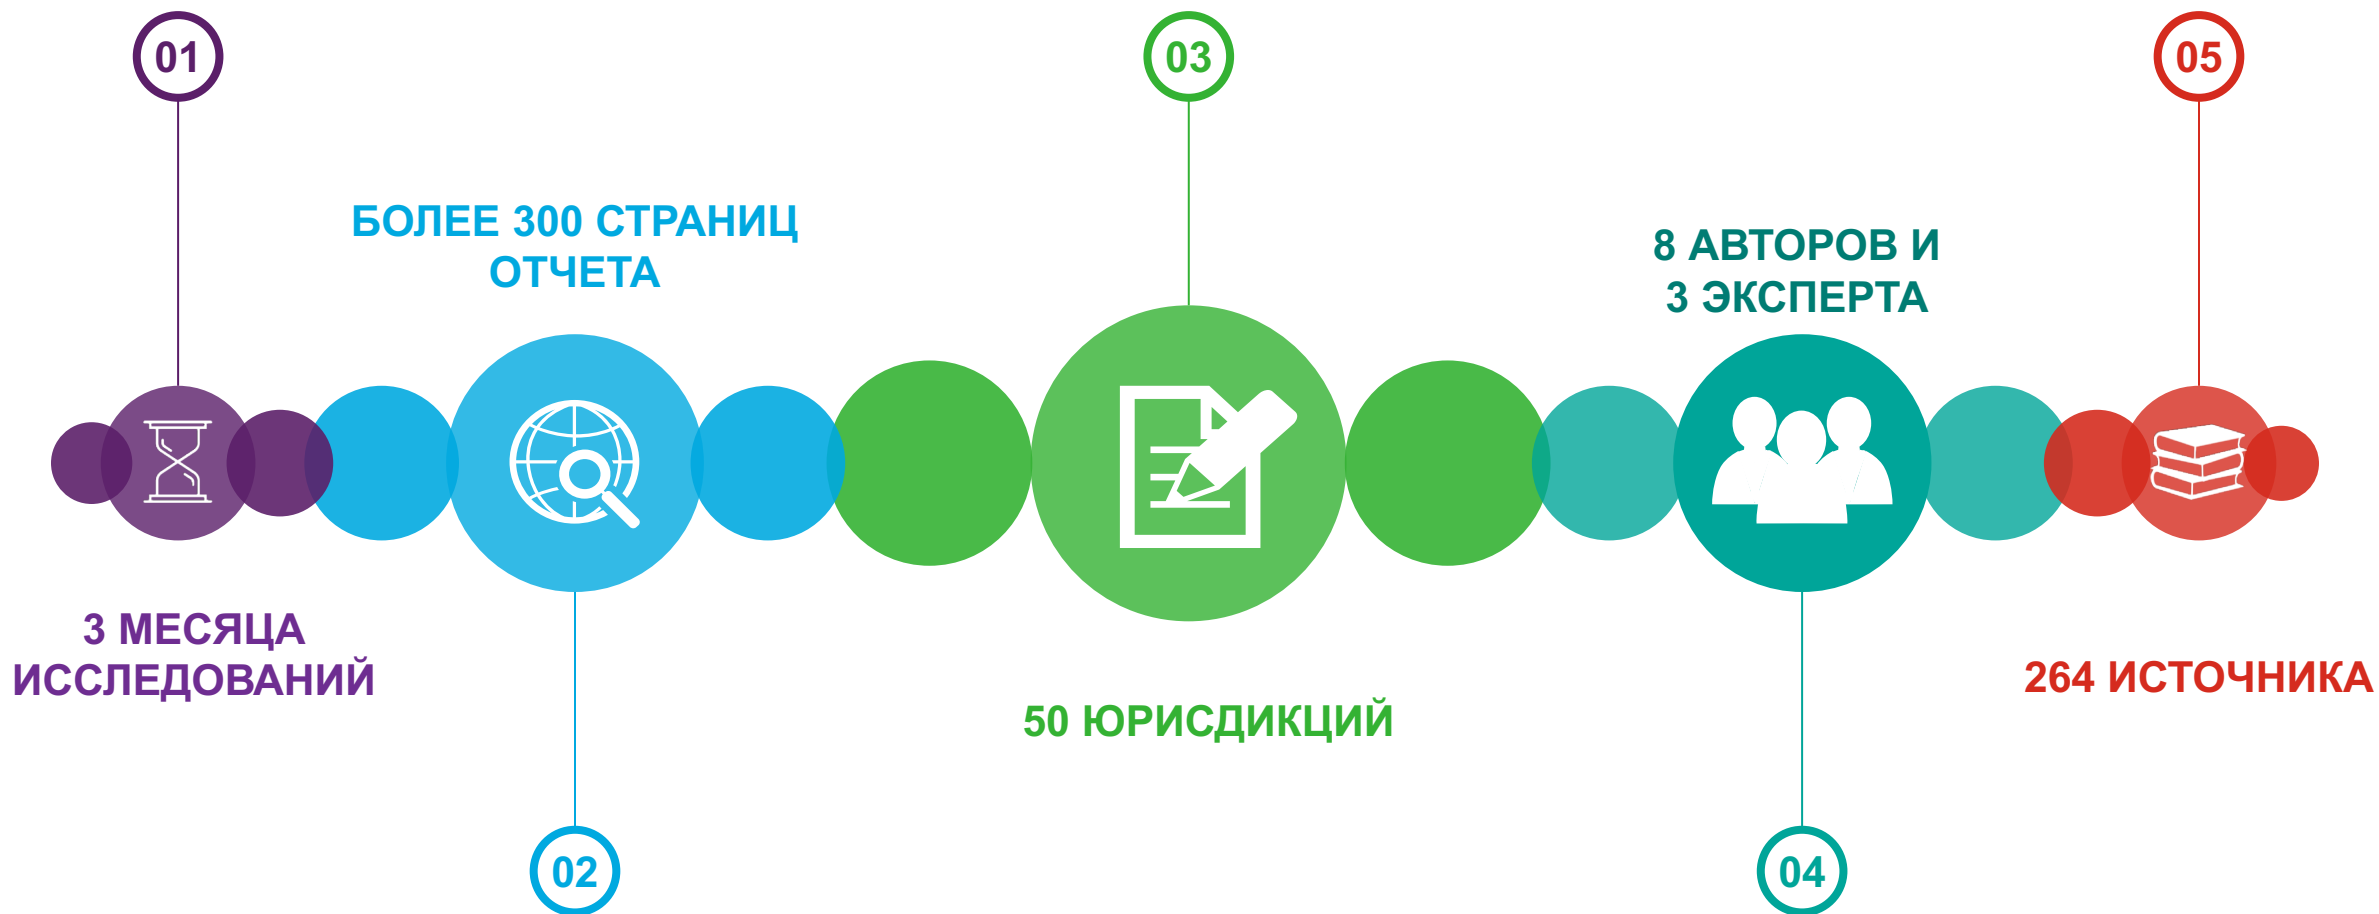 01
3 МЕСЯЦА
ИССЛЕДОВАНИЙ
БОЛЕЕ 300 СТРАНИЦ
ОТЧЕТА
02
03
50 ЮРИСДИКЦИЙ
8 АВТОРОВ И
3 ЭКСПЕРТА
04
05
264 ИСТОЧНИКА